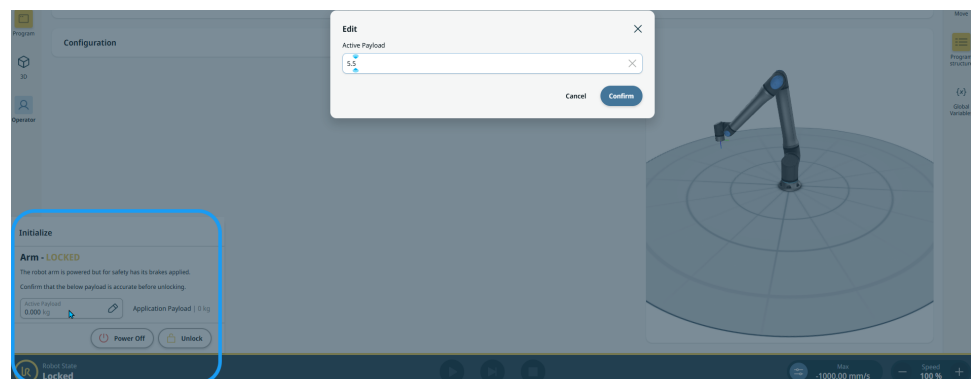 Program
Configuration
3D
Operator
Edit
Active Payload
5.5
Cancel
Confirm
Move
Program
structure
{x}
Global
Variable
Initialize
Arm - LOCKED
The robot arm is powered but for safety has its brakes applied.
Confirm that the below payload is accurate before unlocking.
Active Payload
0.000 kg
Application Payload | 0 kg
Power Off
Unlock
UR
Robot State
Locked
Max
-1000.00 mm/s
Speed
100 %